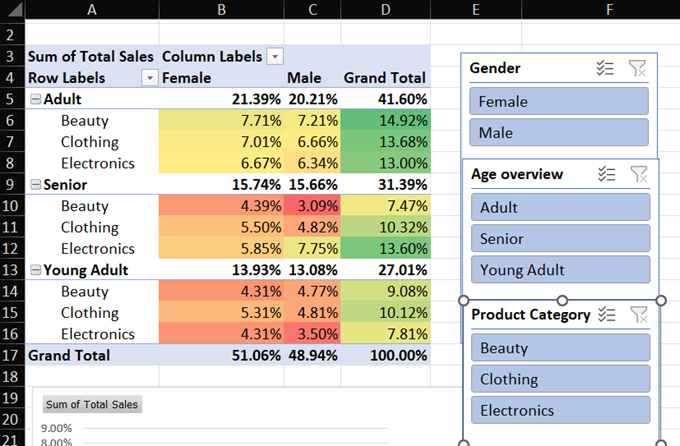 A B C D E F
2
3 Sum of Total Sales Column Labels
4 Row Labels Female Male Grand Total
5 Adult 21.39% 20.21% 41.60%
6 Beauty 7.71% 7.21% 14.92%
7 Clothing 7.01% 6.66% 13.68%
8 Electronics 6.67% 6.34% 13.00%
9 Senior 15.74% 15.66% 31.39%
10 Beauty 4.39% 3.09% 7.47%
11 Clothing 5.50% 4.82% 10.32%
12 Electronics 5.85% 7.75% 13.60%
13 Young Adult 13.93% 13.08% 27.01%
14 Beauty 4.31% 4.77% 9.08%
15 Clothing 5.31% 4.81% 10.12%
16 Electronics 4.31% 3.50% 7.81%
17 Grand Total 51.06% 48.94% 100.00%
18
19
20
21
Sum of Total Sales
9.00%
8.00%
Gender
Female
Male
Age overview
Adult
Senior
Young Adult
Product Category
Beauty
Clothing
Electronics